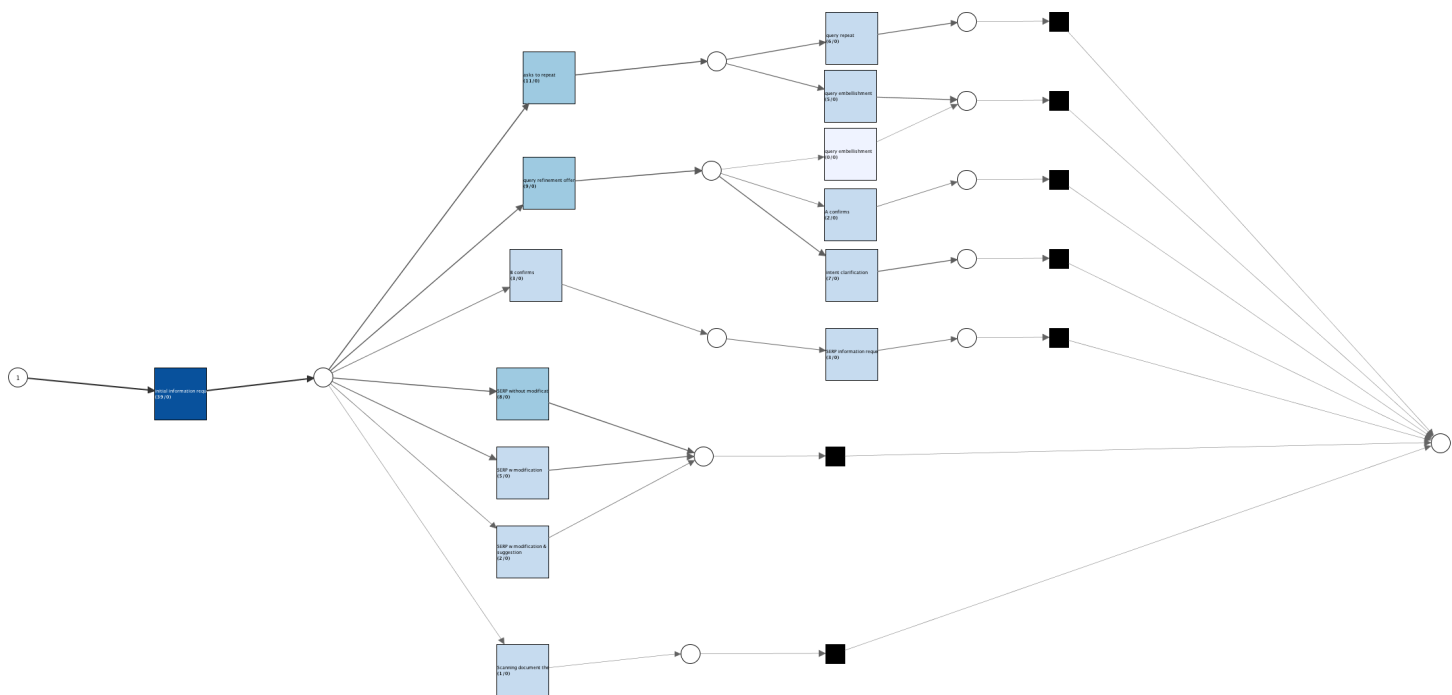 query repeat
(6/0)
asks to repeat
(11/0)
query embellishment
(5/0)
query embellishment
(0/0)
query refinement offer
(9/0)
A confirms
(2/0)
B confirms
(3/0)
intent clarification
(7/0)
SERP information reque
(3/0)
1
initial information requ
(39/0)
SERP without modificat
(8/0)
SERP w modification
(5/0)
SERP w modification &
suggestion
(2/0)
Scanning document the
(1/0)